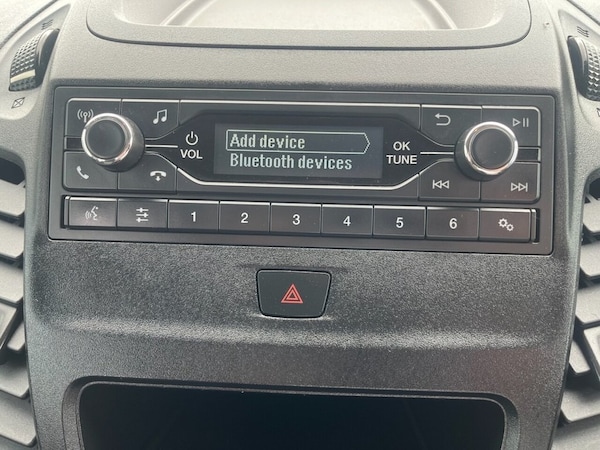 Add device
Bluetooth devices
VOL
OK
TUNE
1 2 3 4 5 6